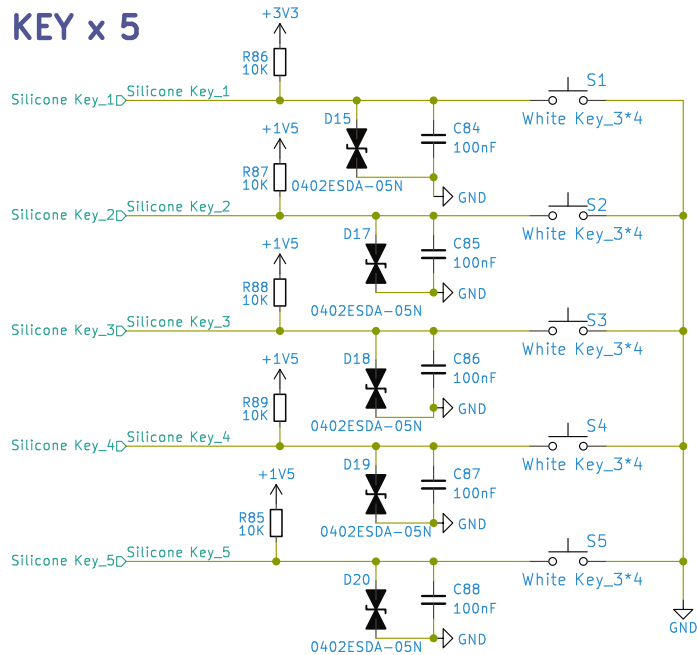 KEY x 5
+3V3
R86
10K
Silicone Key_1
Silicone Key_1
D15
0402ESDA-05N
C84
100nF
GND
S1
White Key_3*4
+1V5
R87
10K
Silicone Key_2
Silicone Key_2
D17
0402ESDA-05N
C85
100nF
GND
S2
White Key_3*4
+1V5
R88
10K
Silicone Key_3
Silicone Key_3
D18
0402ESDA-05N
C86
100nF
GND
S3
White Key_3*4
+1V5
R89
10K
Silicone Key_4
Silicone Key_4
D19
0402ESDA-05N
C87
100nF
GND
S4
White Key_3*4
+1V5
R85
10K
Silicone Key_5
Silicone Key_5
D20
0402ESDA-05N
C88
100nF
GND
S5
White Key_3*4
GND